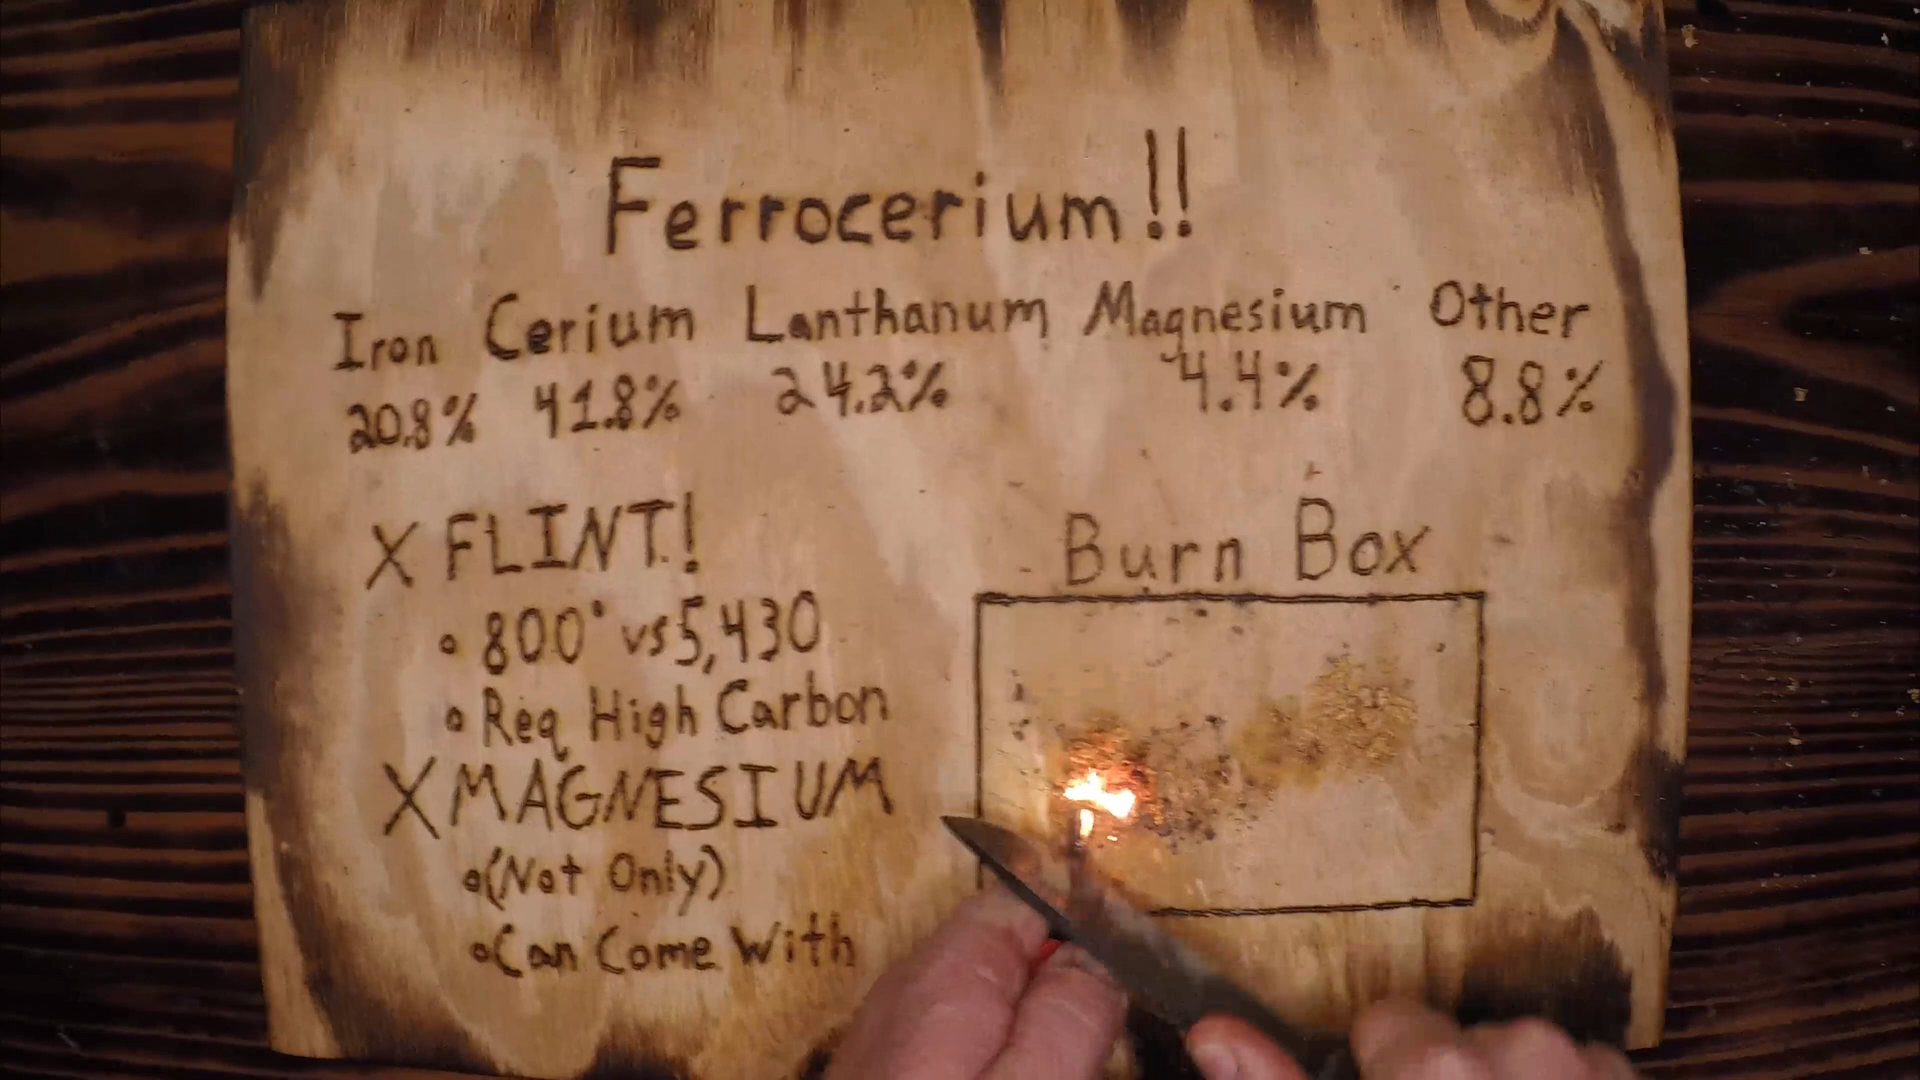 Ferrocerium!!
Iron Cerium Lanthanum Magnesium Other
20.8% 41.8% 24.2% 4.4% 8.8%
X FLINT!
800° vs 5,430
Req High Carbon
X MAGNESIUM
(Not Only)
Can Come With
Burn Box